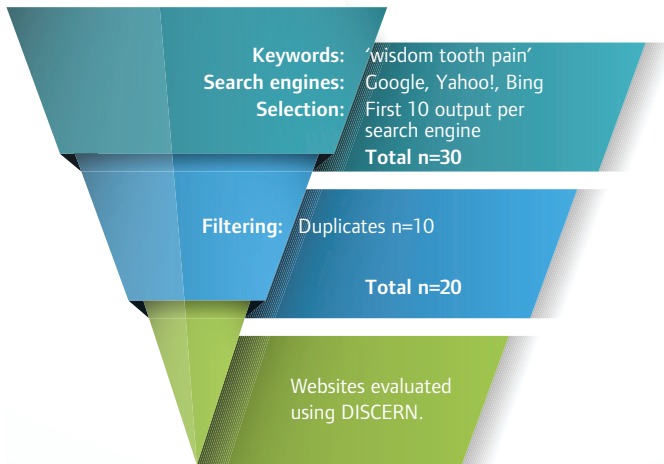 Keywords: ‘wisdom tooth pain’
Search engines: Google, Yahoo!, Bing
Selection: First 10 output per
search engine
Total n=30
Filtering: Duplicates n=10
Total n=20
Websites evaluated
using DISCERN.